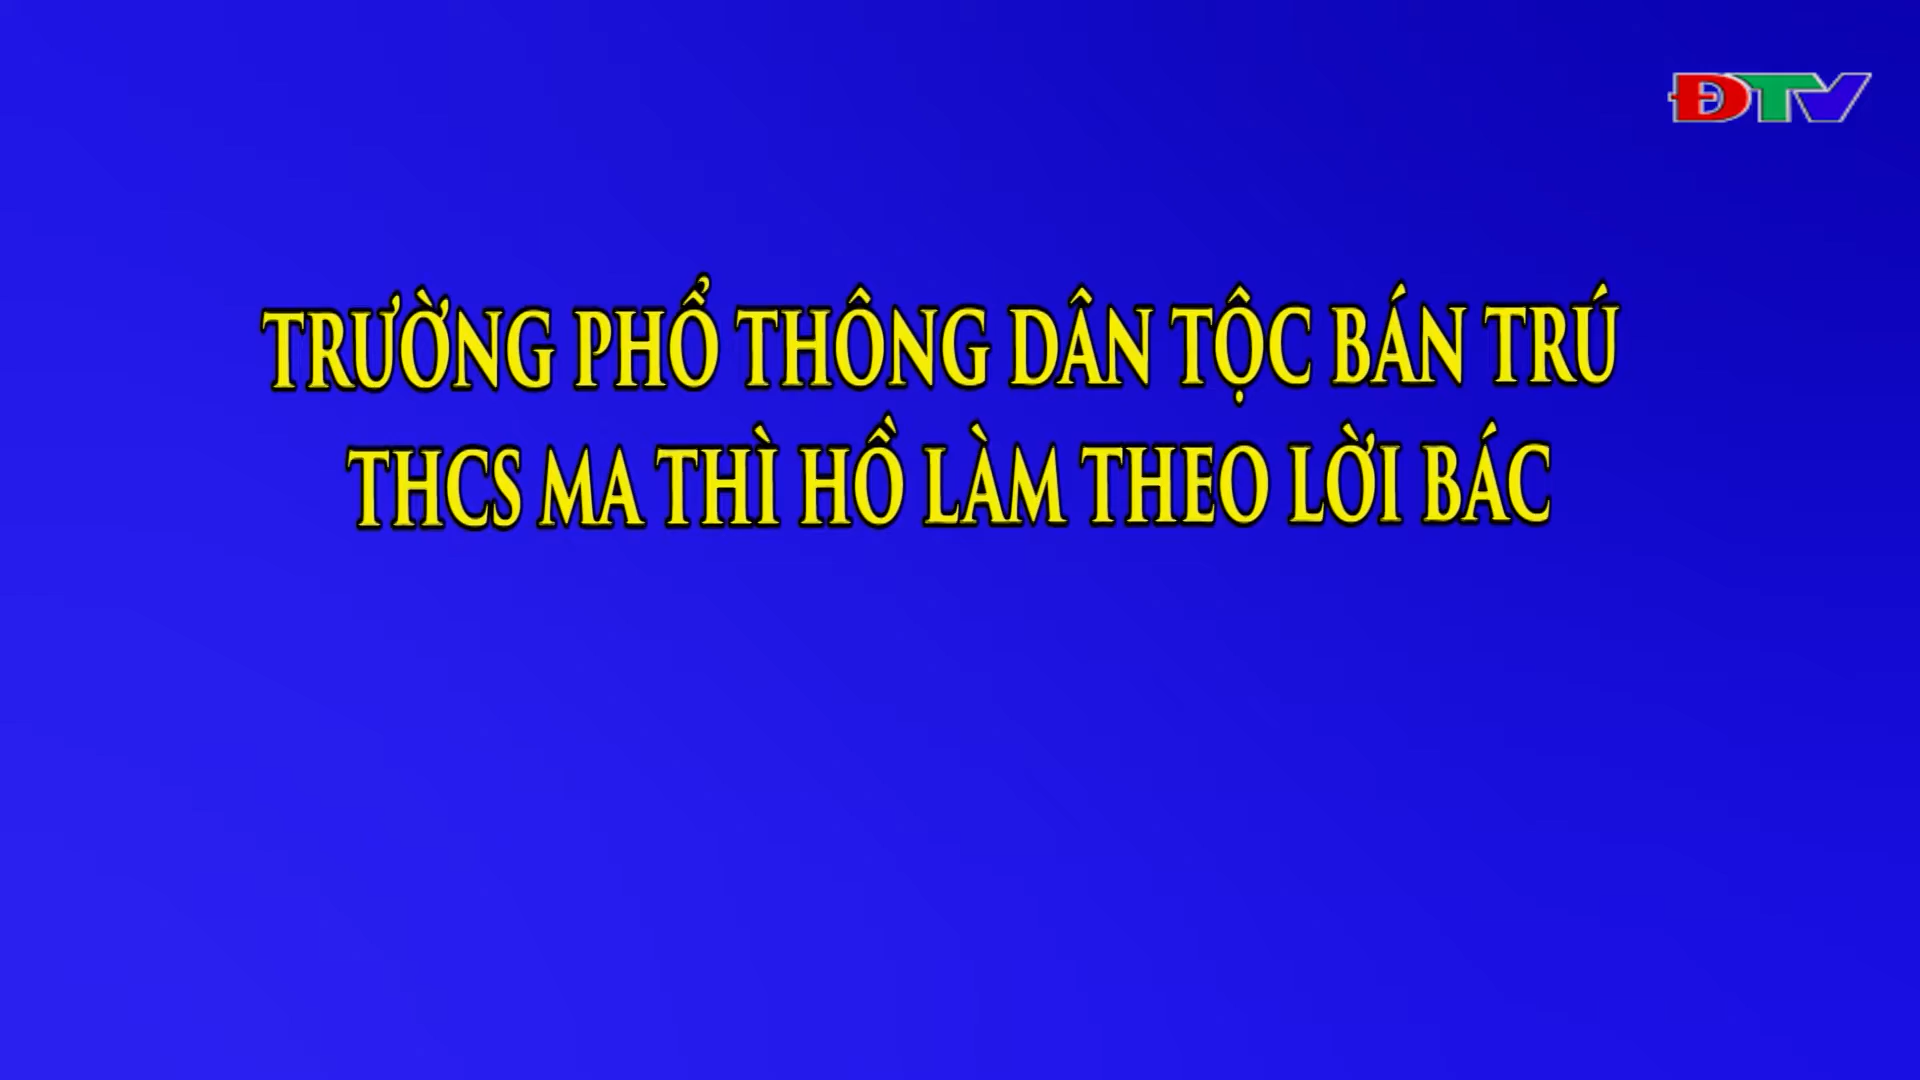 ĐTV
TRƯỜNG PHỔ THÔNG DÂN TỘC BÁN TRÚ
THCS MA THÌ HỒ LÀM THEO LỜI BÁC